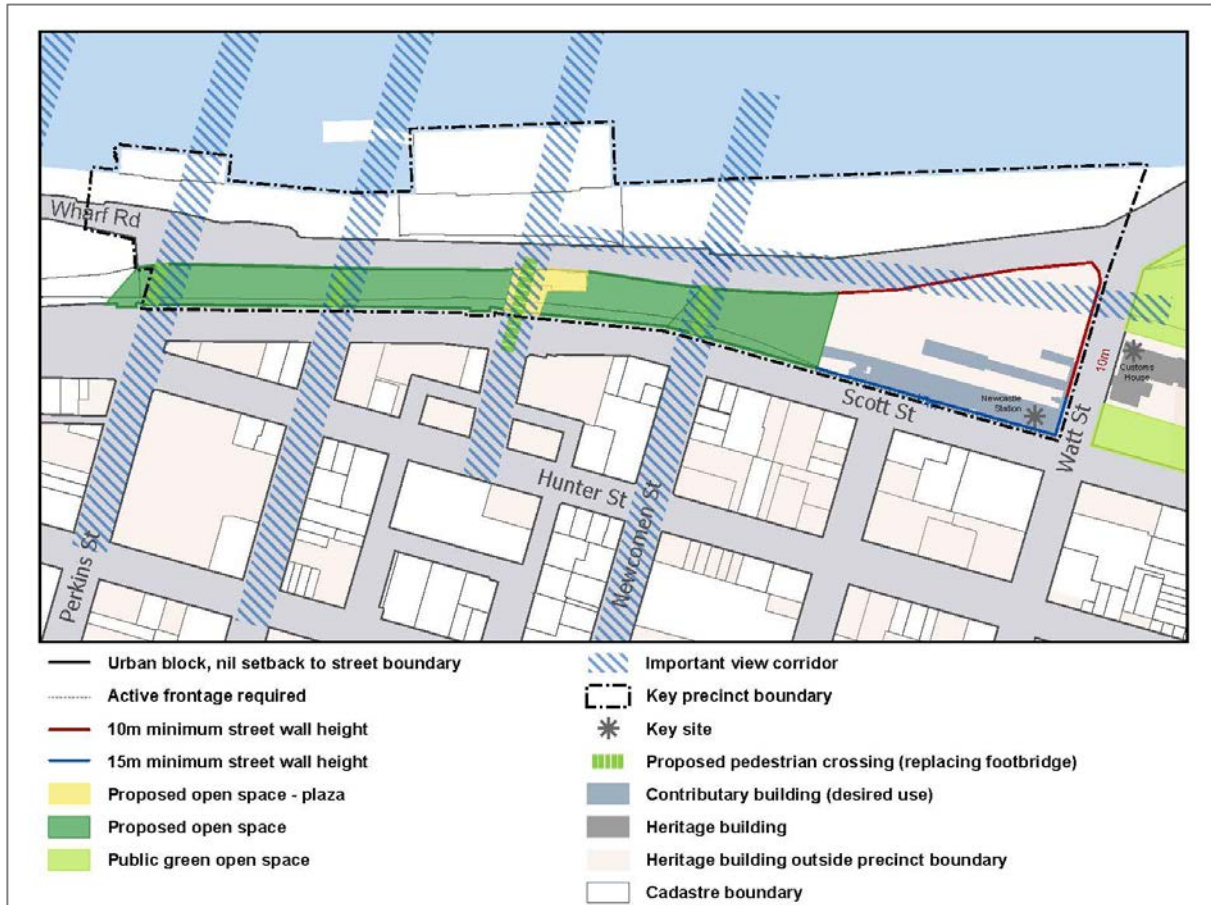 Wharf Rd
10m
Customs
House
Newcastle
Station
Scott St
Watt St
Hunter St
Newcomen St
Perkins St
Urban block, nil setback to street boundary
Active frontage required
10m minimum street wall height
15m minimum street wall height
Proposed open space - plaza
Proposed open space
Public green open space
Important view corridor
Key precinct boundary
Key site
Proposed pedestrian crossing (replacing footbridge)
Contributary building (desired use)
Heritage building
Heritage building outside precinct boundary
Cadastre boundary